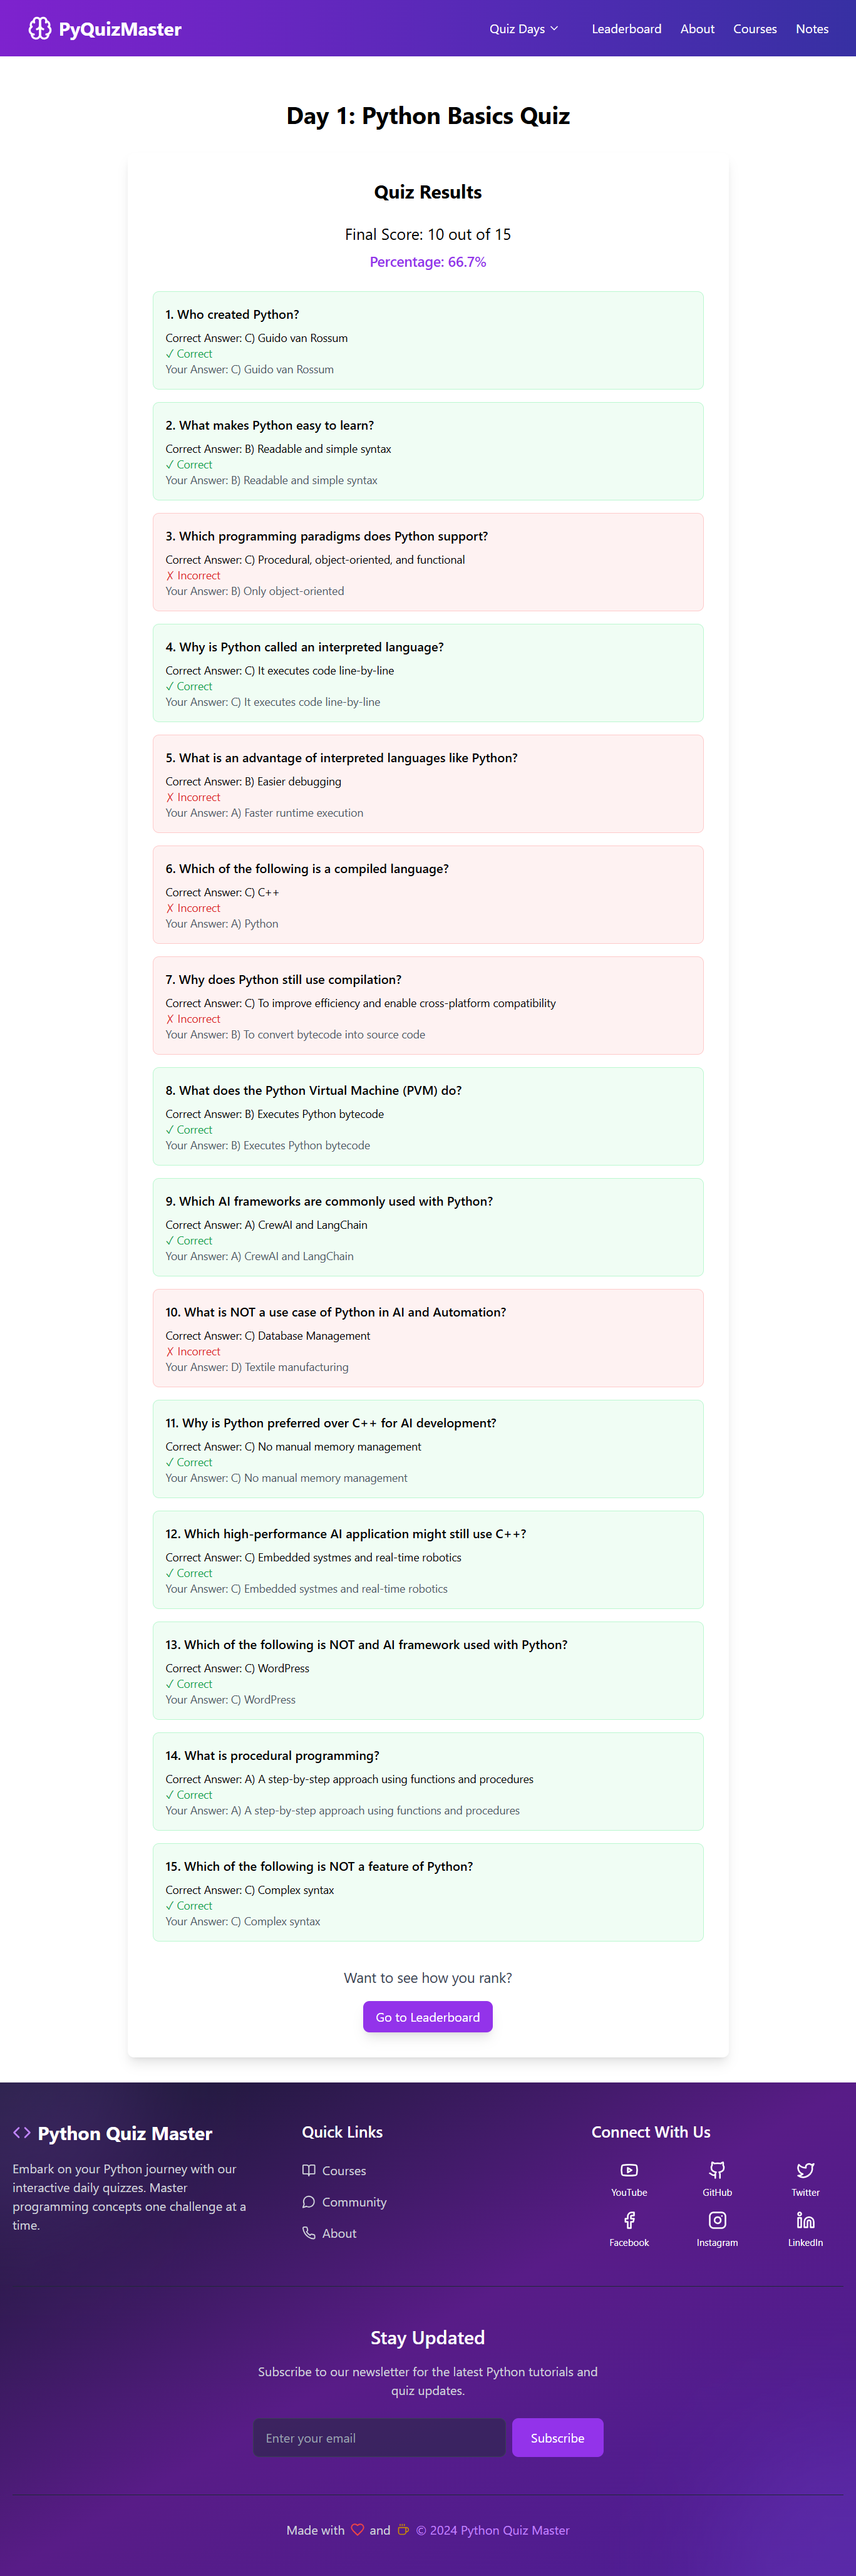 PyQuizMaster
Quiz Days
Leaderboard
About
Courses
Notes
Day 1: Python Basics Quiz
Quiz Results
Final Score: 10 out of 15
Percentage: 66.7%
1. Who created Python?
Correct Answer: C) Guido van Rossum
✓ Correct
Your Answer: C) Guido van Rossum
2. What makes Python easy to learn?
Correct Answer: B) Readable and simple syntax
✓ Correct
Your Answer: B) Readable and simple syntax
3. Which programming paradigms does Python support?
Correct Answer: C) Procedural, object-oriented, and functional
✗ Incorrect
Your Answer: B) Only object-oriented
4. Why is Python called an interpreted language?
Correct Answer: C) It executes code line-by-line
✓ Correct
Your Answer: C) It executes code line-by-line
5. What is an advantage of interpreted languages like Python?
Correct Answer: B) Easier debugging
✗ Incorrect
Your Answer: A) Faster runtime execution
6. Which of the following is a compiled language?
Correct Answer: C) C++
✗ Incorrect
Your Answer: A) Python
7. Why does Python still use compilation?
Correct Answer: C) To improve efficiency and enable cross-platform compatibility
✗ Incorrect
Your Answer: B) To convert bytecode into source code
8. What does the Python Virtual Machine (PVM) do?
Correct Answer: B) Executes Python bytecode
✓ Correct
Your Answer: B) Executes Python bytecode
9. Which AI frameworks are commonly used with Python?
Correct Answer: A) CrewAI and LangChain
✓ Correct
Your Answer: A) CrewAI and LangChain
10. What is NOT a use case of Python in AI and Automation?
Correct Answer: C) Database Management
✗ Incorrect
Your Answer: D) Textile manufacturing
11. Why is Python preferred over C++ for AI development?
Correct Answer: C) No manual memory management
✓ Correct
Your Answer: C) No manual memory management
12. Which high-performance AI application might still use C++?
Correct Answer: C) Embedded systmes and real-time robotics
✓ Correct
Your Answer: C) Embedded systmes and real-time robotics
13. Which of the following is NOT and AI framework used with Python?
Correct Answer: C) WordPress
✓ Correct
Your Answer: C) WordPress
14. What is procedural programming?
Correct Answer: A) A step-by-step approach using functions and procedures
✓ Correct
Your Answer: A) A step-by-step approach using functions and procedures
15. Which of the following is NOT a feature of Python?
Correct Answer: C) Complex syntax
✓ Correct
Your Answer: C) Complex syntax
Want to see how you rank?
Go to Leaderboard
Python Quiz Master
Embark on your Python journey with our
interactive daily quizzes. Master
programming concepts one challenge at a
time.
Quick Links
Courses
Community
About
Connect With Us
YouTube
GitHub
Twitter
Facebook
Instagram
LinkedIn
Stay Updated
Subscribe to our newsletter for the latest Python tutorials and
quiz updates.
Enter your email
Subscribe
Made with and © 2024 Python Quiz Master